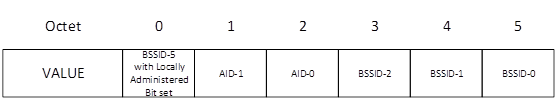 Octet 0 1 2 3 4 5
VALUE
BSSID-5
with Locally
Administered
Bit set
AID-1
AID-0
BSSID-2
BSSID-1
BSSID-0